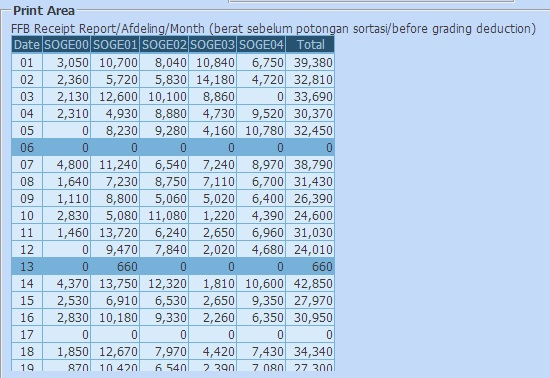 Print Area
FFB Receipt Report/Afdeling/Month (berat sebelum potongan sortasi/before grading deduction)
Date SOGE00 SOGE01 SOGE02 SOGE03 SOGE04 Total
01 3,050 10,700 8,040 10,840 6,750 39,380
02 2,360 5,720 5,830 14,180 4,720 32,810
03 2,130 12,600 10,100 8,860 0 33,690
04 2,310 4,930 8,880 4,730 9,520 30,370
05 0 8,230 9,280 4,160 10,780 32,450
06 0 0 0 0 0 0
07 4,800 11,240 6,540 7,240 8,970 38,790
08 1,640 7,230 8,750 7,110 6,700 31,430
09 1,110 8,800 5,060 5,020 6,400 26,390
10 2,830 5,080 11,080 1,220 4,390 24,600
11 1,460 13,720 6,240 2,650 6,960 31,030
12 0 9,470 7,840 2,020 4,680 24,010
13 0 660 0 0 0 660
14 4,370 13,750 12,320 1,810 10,600 42,850
15 2,530 6,910 6,530 2,650 9,350 27,970
16 2,830 10,180 9,330 2,260 6,350 30,950
17 0 0 0 0 0 0
18 1,850 12,670 7,970 4,420 7,430 34,340
19 870 10,420 6,540 2,390 7,080 27,300